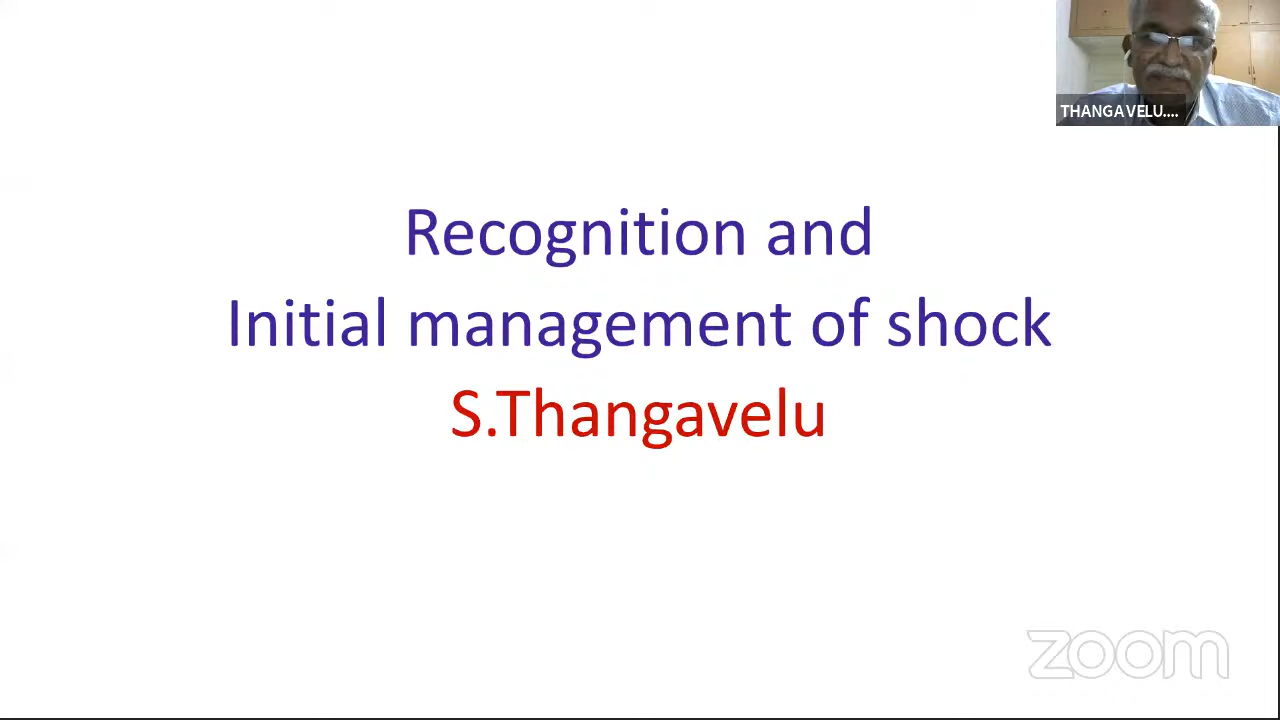 THANGAVELU....
Recognition and
Initial management of shock
S.Thangavelu
zoom